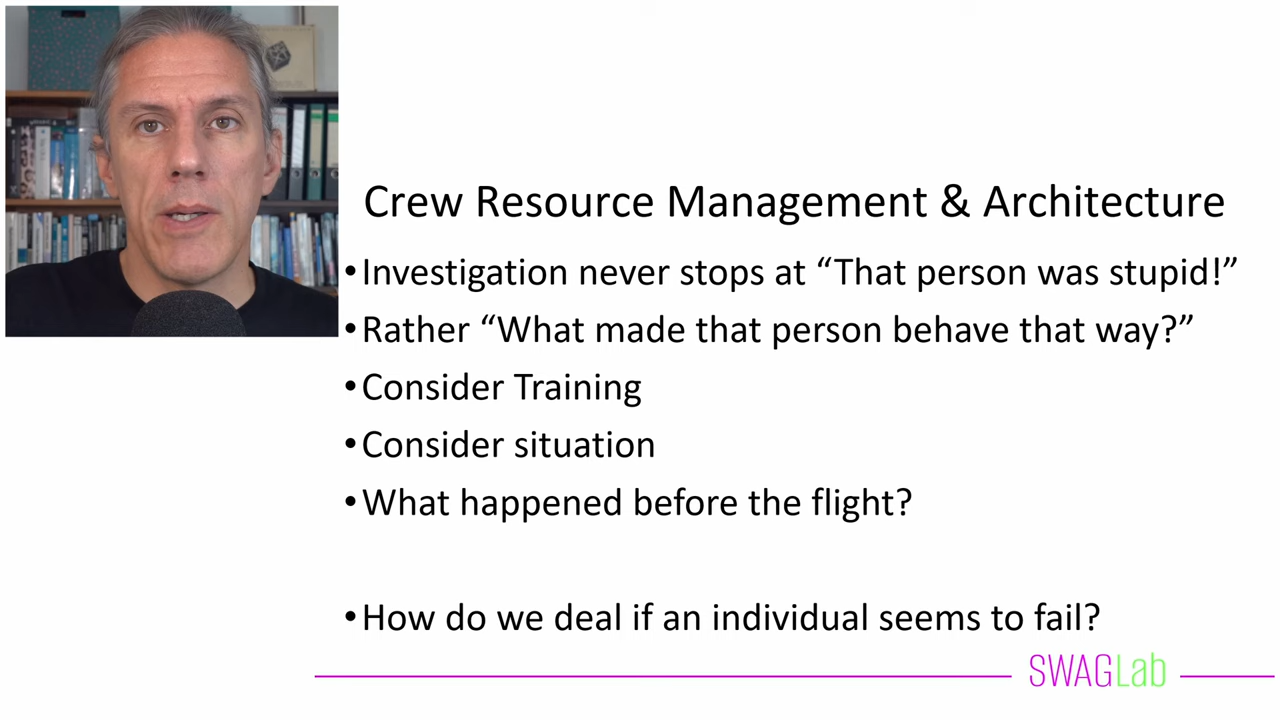 Crew Resource Management & Architecture
•Investigation never stops at “That person was stupid!”
•Rather “What made that person behave that way?”
•Consider Training
•Consider situation
•What happened before the flight?
•How do we deal if an individual seems to fail?
SWAGLab